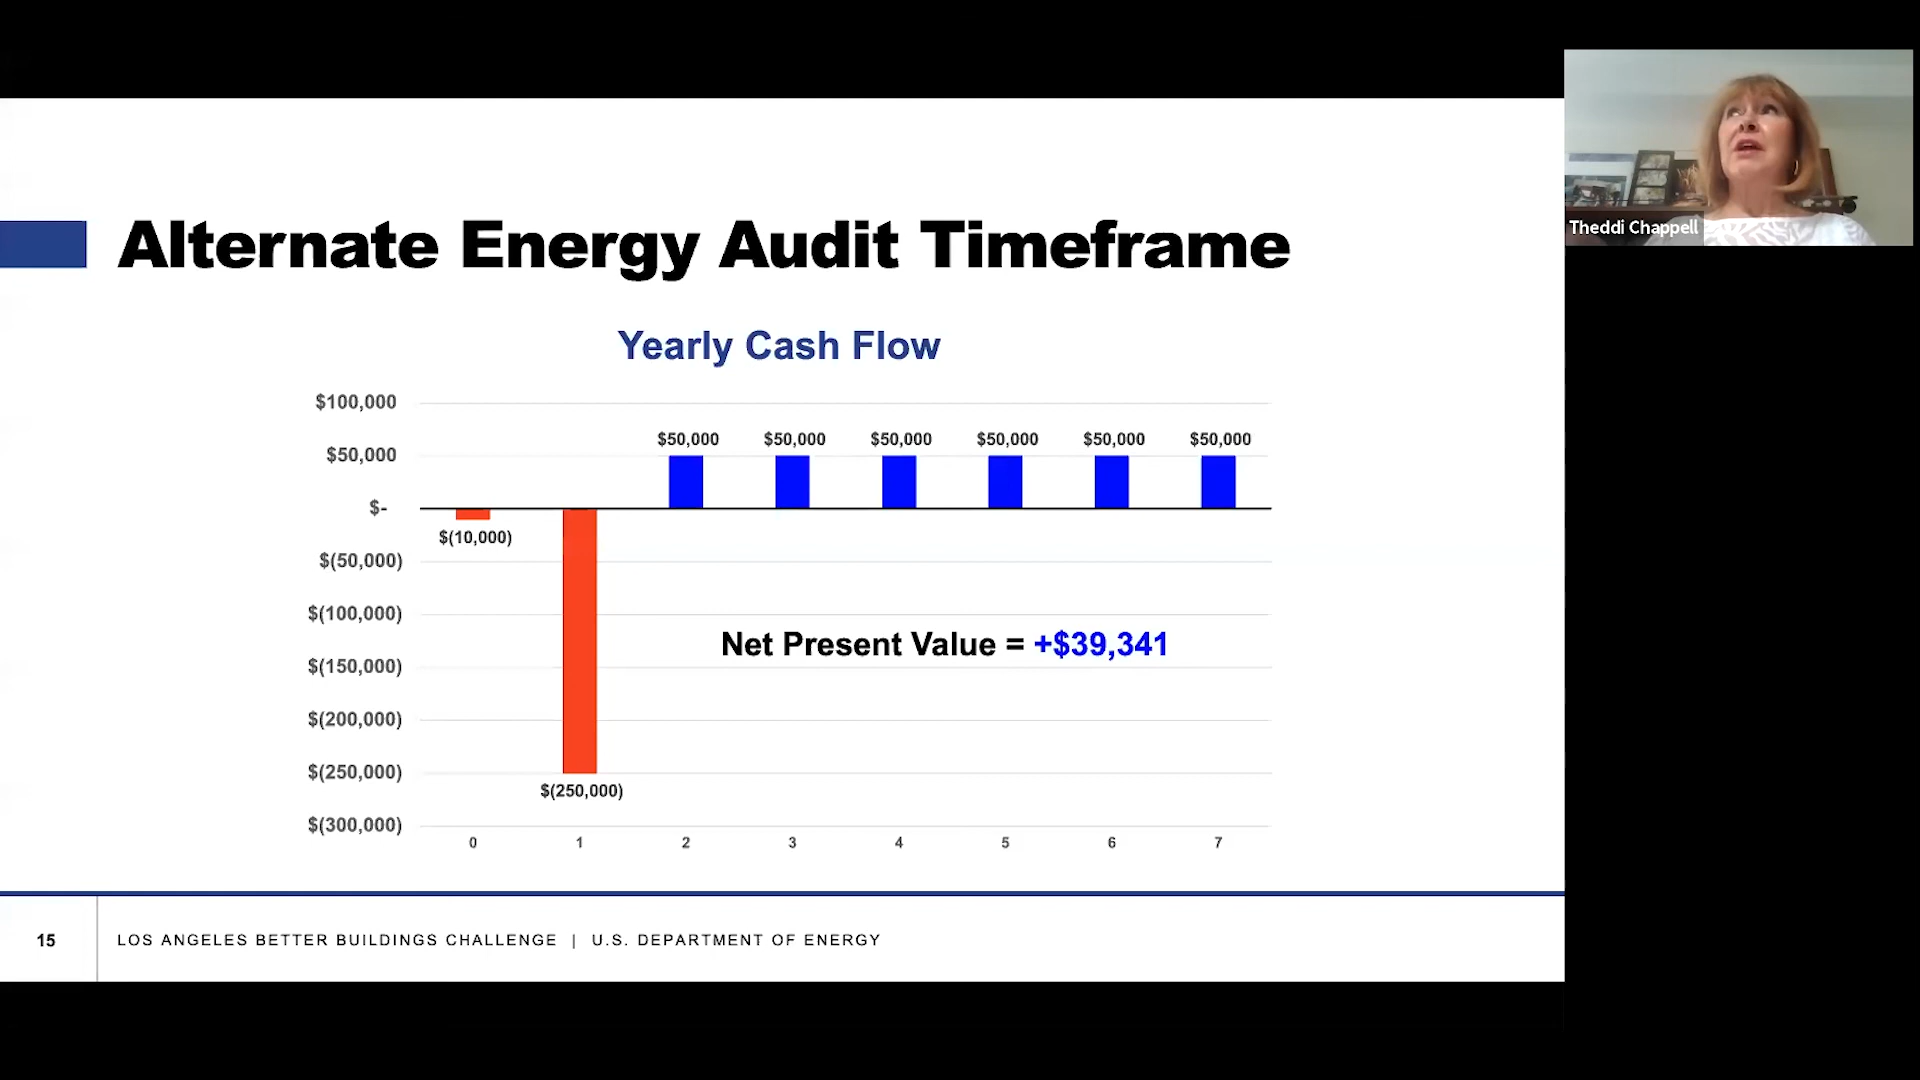 Theddi Chappell
Alternate Energy Audit Timeframe
Yearly Cash Flow
$100,000
$50,000
$-
$(50,000)
$(100,000)
$(150,000)
$(200,000)
$(250,000)
$(300,000)
$50,000 $50,000 $50,000 $50,000 $50,000 $50,000
$(10,000)
$(250,000)
Net Present Value = +$39,341
0 1 2 3 4 5 6 7
15
LOS ANGELES BETTER BUILDINGS CHALLENGE | U.S. DEPARTMENT OF ENERGY